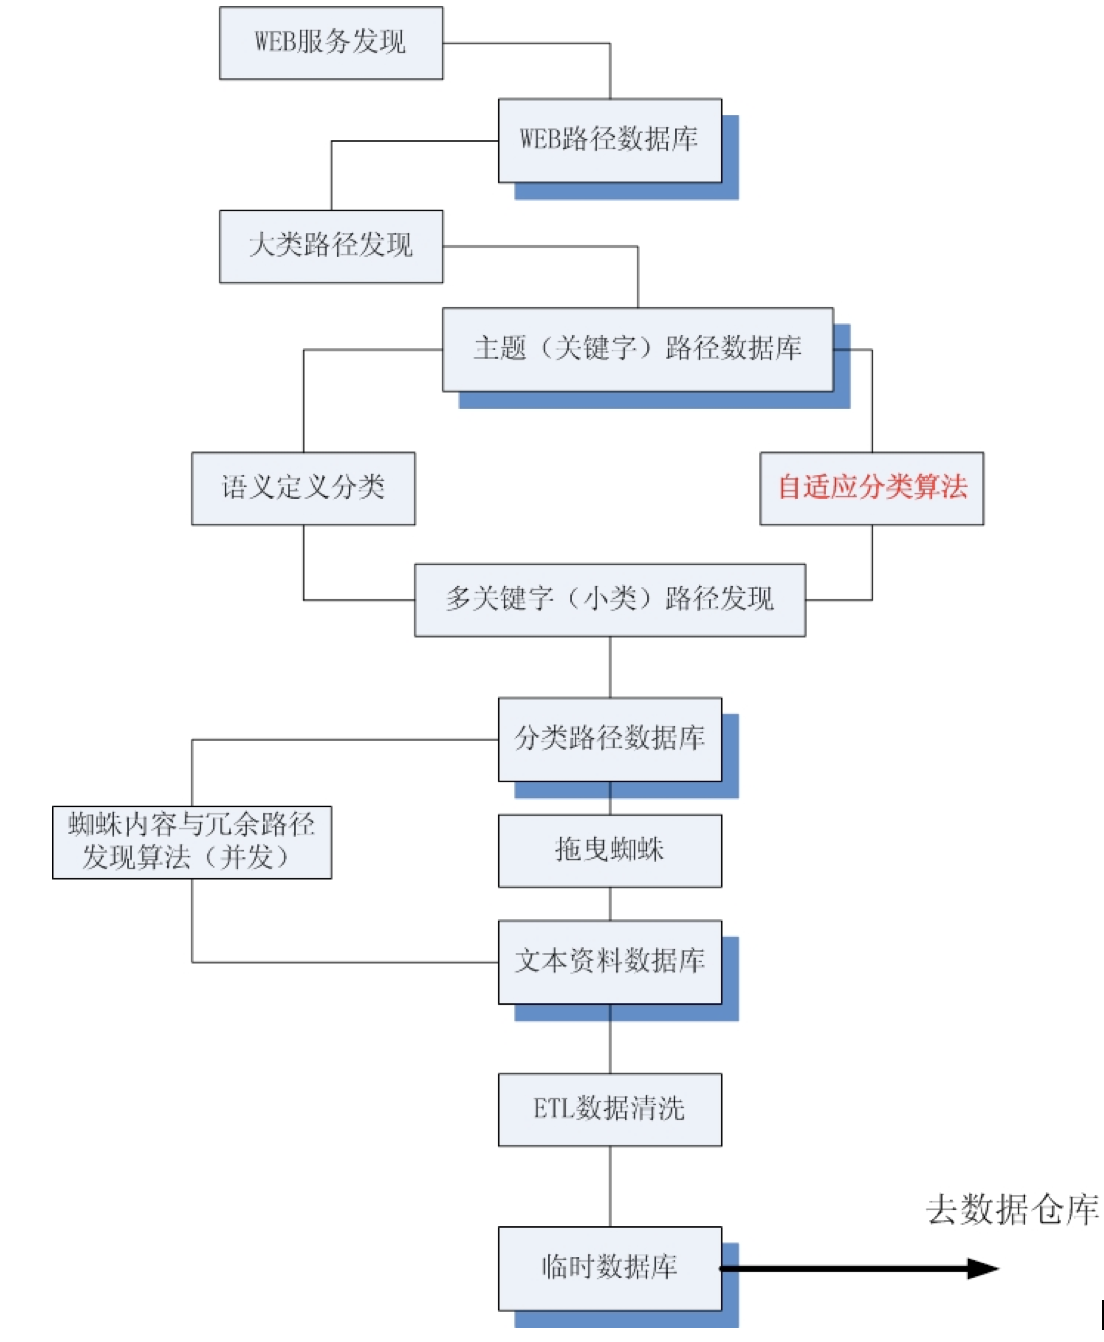 WEB服务发现
WEB路径数据库
大类路径发现
主题（关键字）路径数据库
语义定义分类
自适应分类算法
多关键字（小类）路径发现
分类路径数据库
蜘蛛内容与冗余路径
发现算法（并发）
拖曳蜘蛛
文本资料数据库
ETL数据清洗
去数据仓库
临时数据库